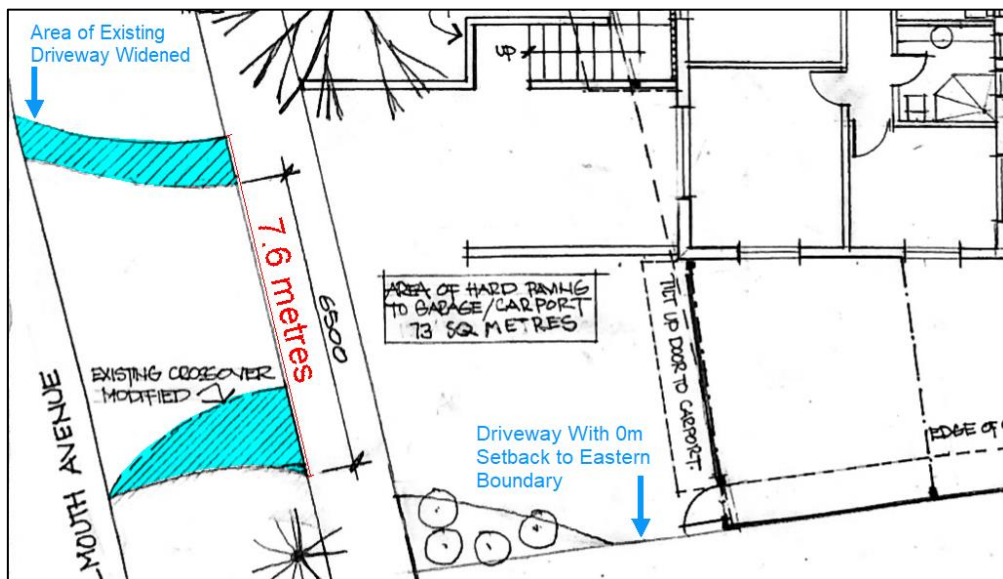 Area of Existing
Driveway Widened
UP
7.6 metres
5500
AREA OF HARD PAVING
TO GARAGE/CARPORT
73 SQ METRES
TILT UP DOOR TO CARPORT
EXISTING CROSSOVER
MODIFIED
MOUTH AVENUE
Driveway With 0m
Setback to Eastern
Boundary
EDGE OF